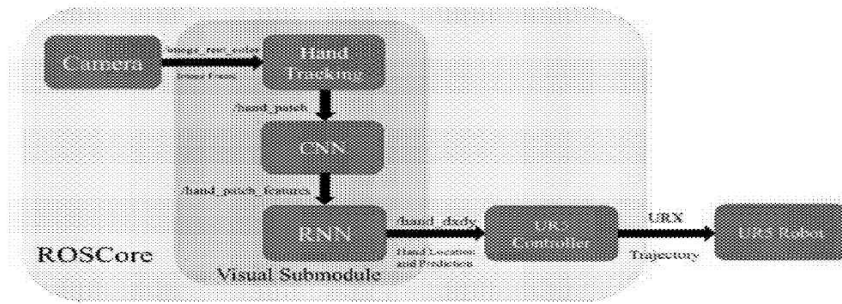 /image_rect_color
Camera
Image Frame
Hand
Tracking
/hand_patch
CNN
/hand_patch_features
RNN
/hand_dxdy
Hand Location
and Prediction
UR5
Controller
URX
Trajectory
UR5 Robot
ROSCore
Visual Submodule